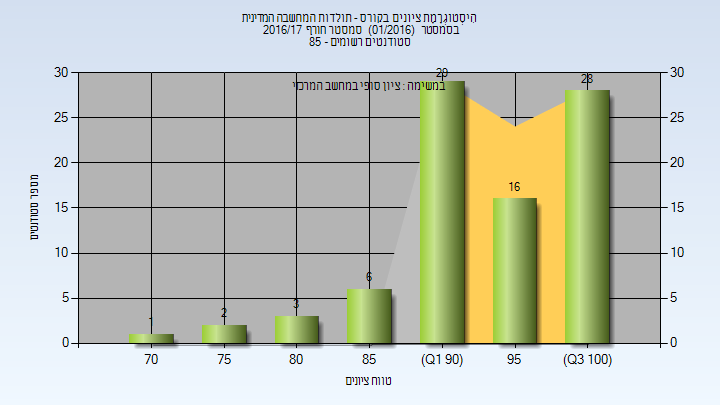 היסטוגרמת ציונים בקורס - תולדות המחשבה המדינית
בסמסטר (01/2016) סמסטר חורף 2016/17
סטודנטים רשומים - 85
במשימה : ציון סופי במחשב המרכזי
30 30
25 25
20 20
15 15
10 10
5 5
0 0
מספר סטודנטים
1 2 3 6 29 16 28
70 75 80 85 (Q1 90) 95 (Q3 100)
טווח ציונים